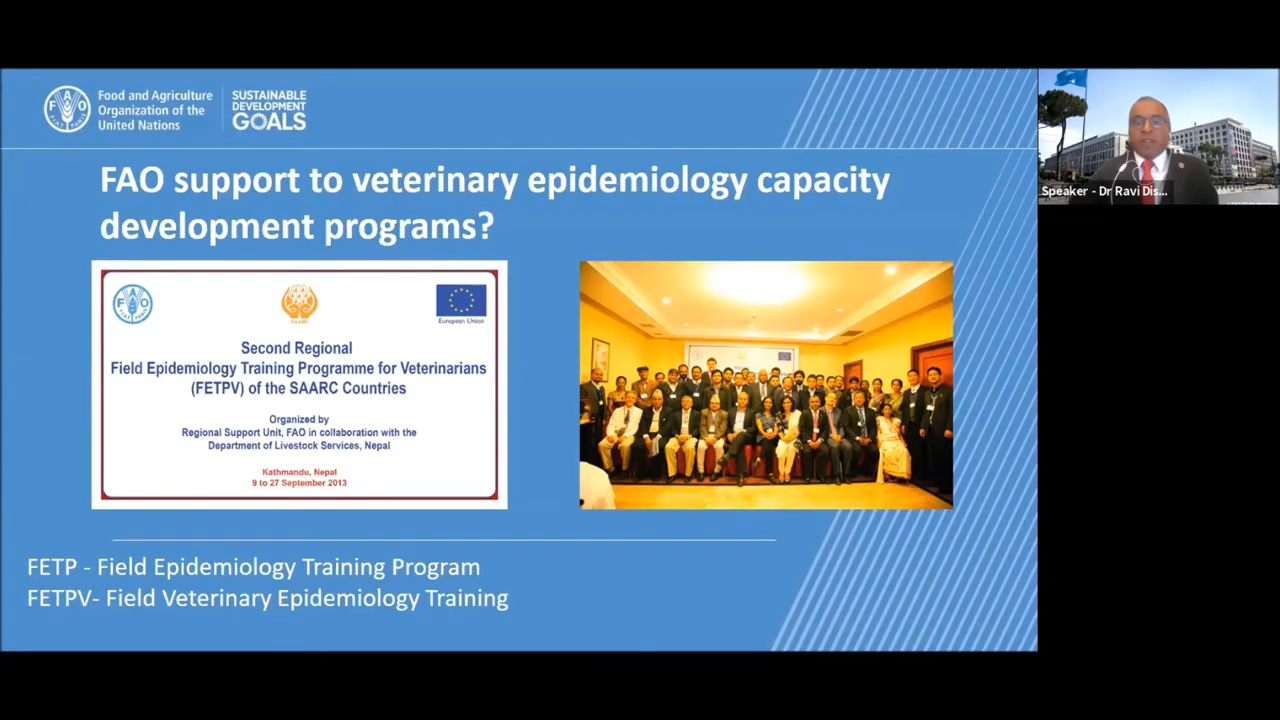 Food and Agriculture
Organization of the
United Nations
SUSTAINABLE
DEVELOPMENT
GOALS
FAO support to veterinary epidemiology capacity
development programs?
European Union
Second Regional
Field Epidemiology Training Programme for Veterinarians
(FETPV) of the SAARC Countries
Organized by
Regional Support Unit, FAO in collaboration with the
Department of Livestock Services, Nepal
Kathmandu, Nepal
9 to 27 September 2013
FETP - Field Epidemiology Training Program
FETPV- Field Veterinary Epidemiology Training
Speaker - Dr Ravi Dis...